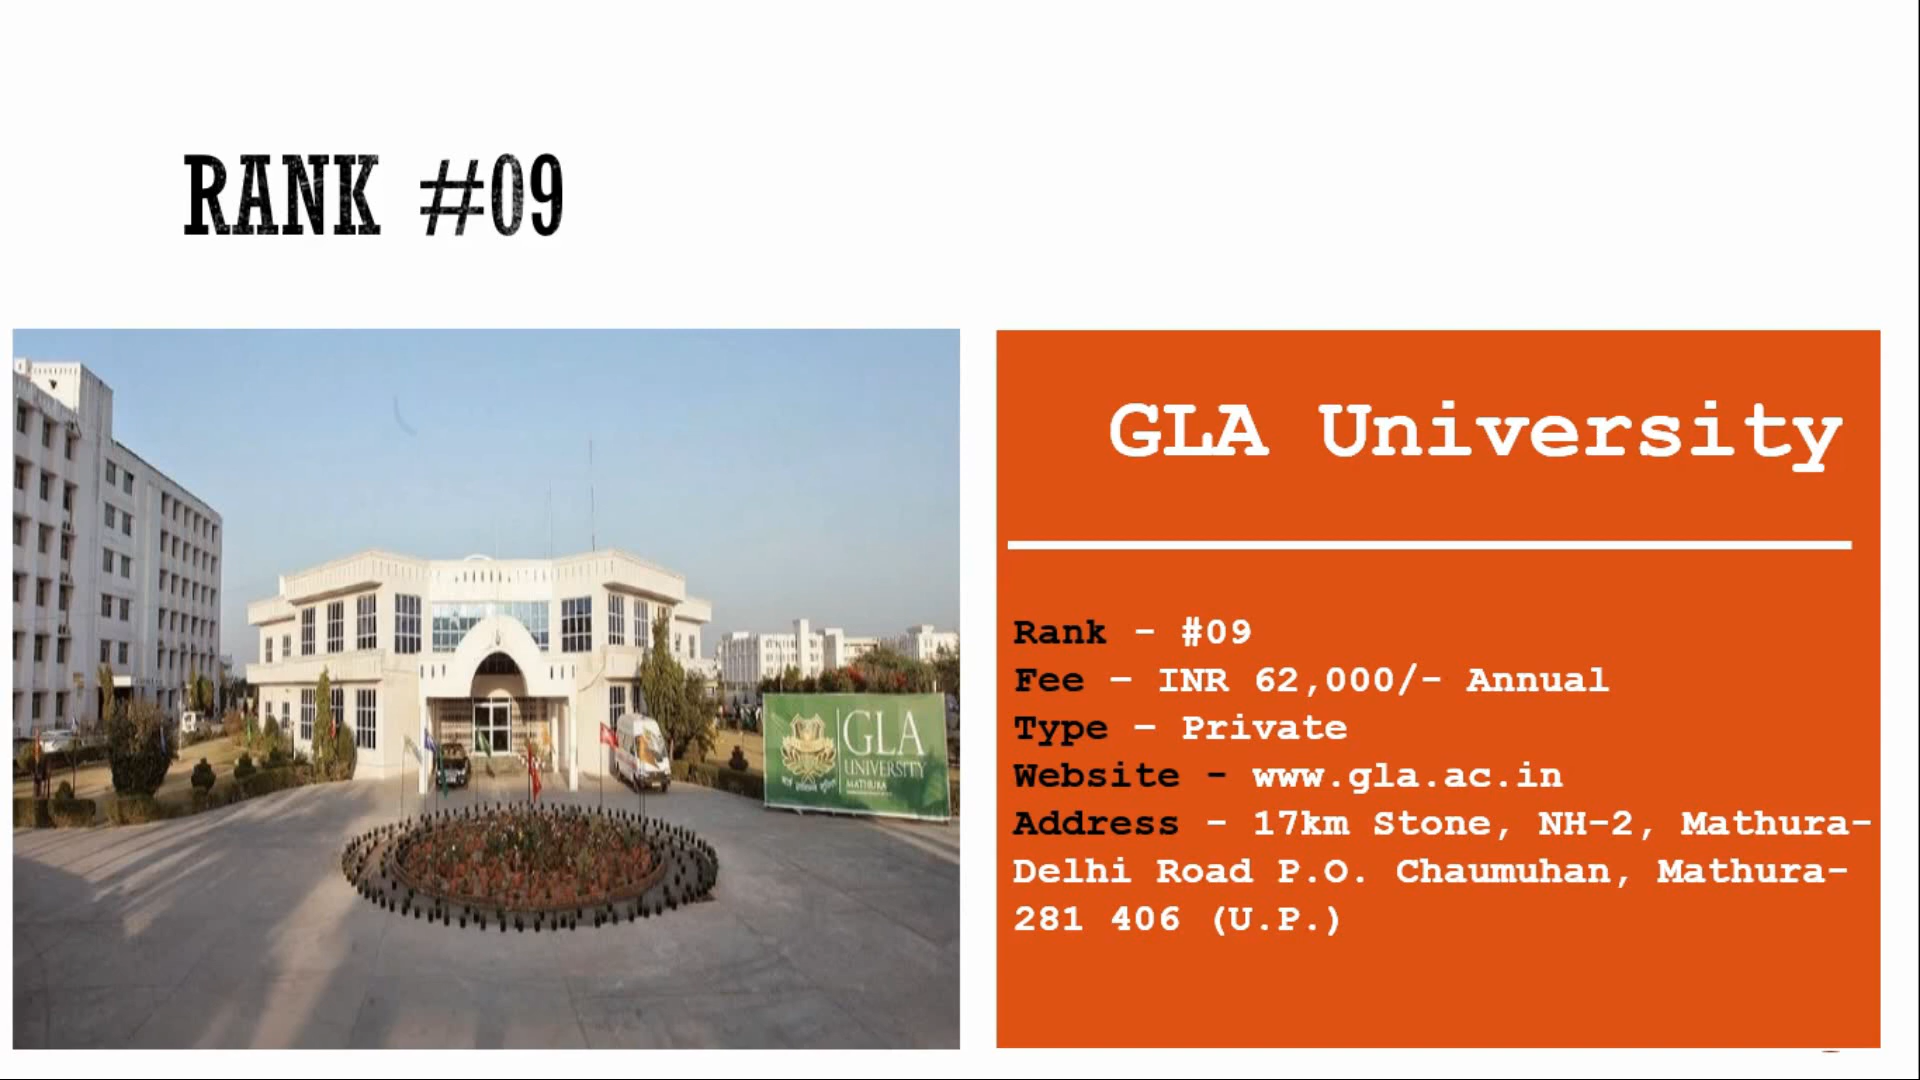 RANK #09
GLA University
GLA
UNIVERSITY
MATHURA
Rank - #09
Fee - INR 62,000/- Annual
Type - Private
Website - www.gla.ac.in
Address - 17km Stone, NH-2, Mathura-
Delhi Road P.O. Chaumuhan, Mathura-
281 406 (U.P.)